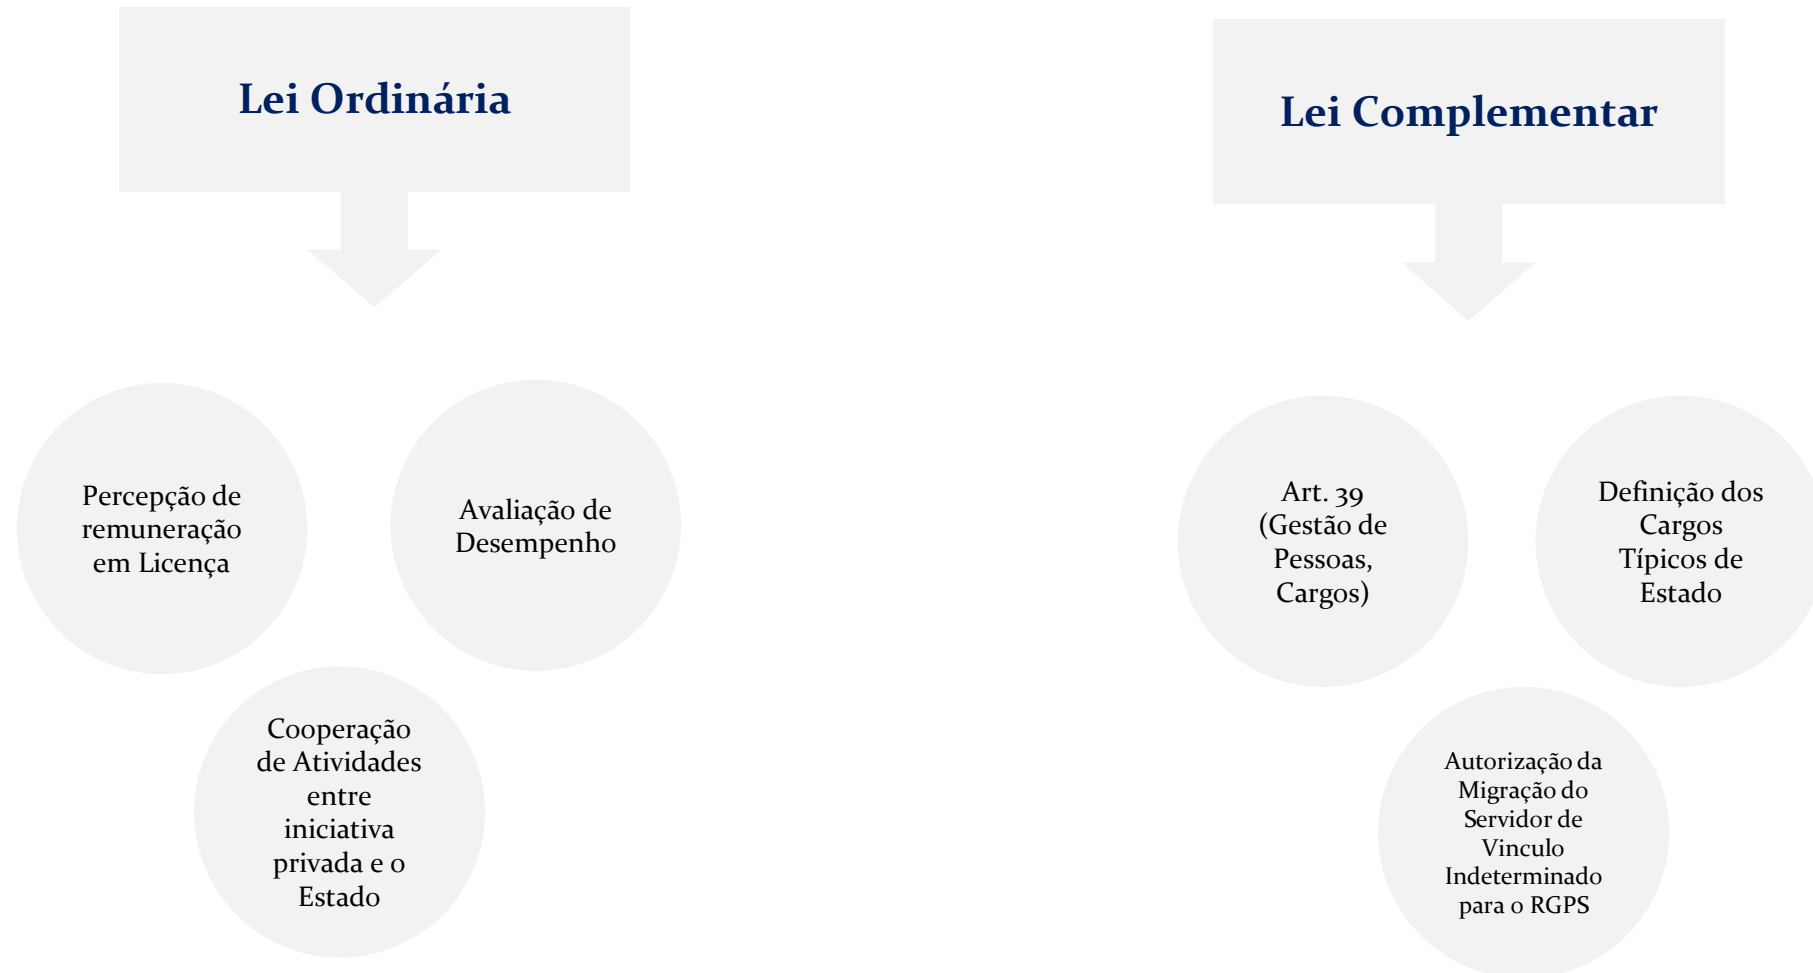 Lei Ordinária
Percepção de
remuneração
em Licença
Avaliação de
Desempenho
Cooperação
de Atividades
entre
iniciativa
privada e o
Estado
Lei Complementar
Art. 39
(Gestão de
Pessoas,
Cargos)
Definição dos
Cargos
Típicos de
Estado
Autorização da
Migração do
Servidor de
Vinculo
Indeterminado
para o RGPS